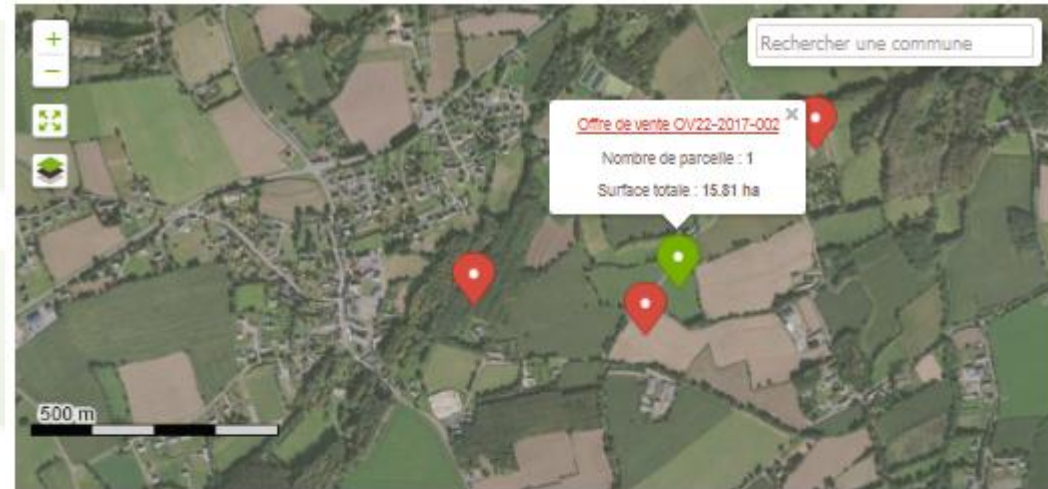 +
Rechercher une commune
−
Offre de vente OV22-2017-002 ×
Nombre de parcelle : 1
Surface totale : 15.81 ha
500 m